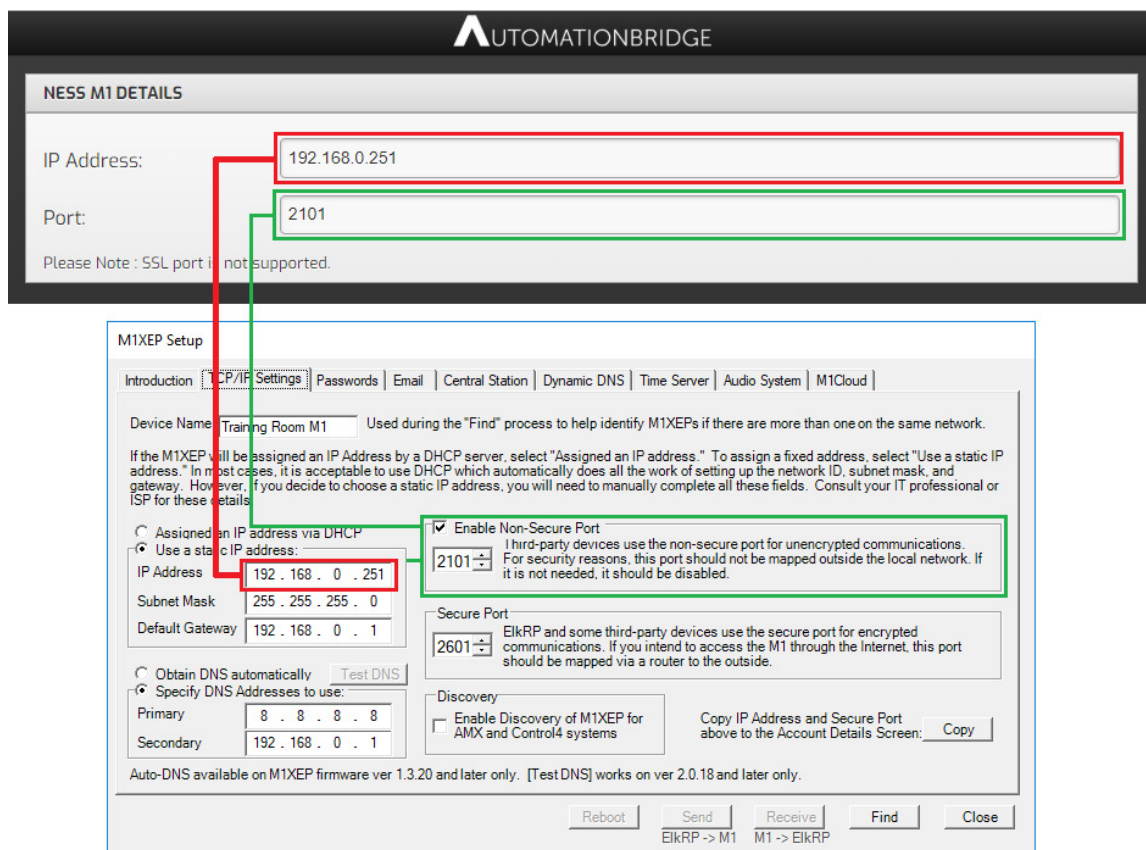 AUTOMATIONBRIDGE
NESS M1 DETAILS
IP Address:
192.168.0.251
Port:
2101
Please Note : SSL port is not supported.
M1XEP Setup
Introduction
TCP/IP Settings
Passwords
Email
Central Station
Dynamic DNS
Time Server
Audio System
M1Cloud
Device Name
Training Room M1
Used during the "Find" process to help identify M1XEPs if there are more than one on the same network.
If the M1XEP will be assigned an IP Address by a DHCP server, select "Assigned an IP address." To assign a fixed address, select "Use a static IP
address." In most cases, it is acceptable to use DHCP which automatically does all the work of setting up the network ID, subnet mask, and
gateway. However, if you decide to choose a static IP address, you will need to manually complete all these fields. Consult your IT professional or
ISP for these details.
Assigned an IP address via DHCP
Use a static IP address:
IP Address
192 . 168 . 0 . 251
Subnet Mask
255 . 255 . 255 . 0
Default Gateway
192 . 168 . 0 . 1
Obtain DNS automatically
Test DNS
Specify DNS Addresses to use:
Primary
8 . 8 . 8 . 8
Secondary
192 . 168 . 0 . 1
Enable Non-Secure Port
2101
Third-party devices use the non-secure port for unencrypted communications.
For security reasons, this port should not be mapped outside the local network. If
it is not needed, it should be disabled.
Secure Port
2601
ElkRP and some third-party devices use the secure port for encrypted
communications. If you intend to access the M1 through the Internet, this port
should be mapped via a router to the outside.
Discovery
Enable Discovery of M1XEP for
AMX and Control4 systems
Copy IP Address and Secure Port
above to the Account Details Screen:
Copy
Auto-DNS available on M1XEP firmware ver 1.3.20 and later only. [Test DNS] works on ver 2.0.18 and later only.
Reboot
Send
Receive
Find
Close
ElkRP -> M1
M1 -> ElkRP